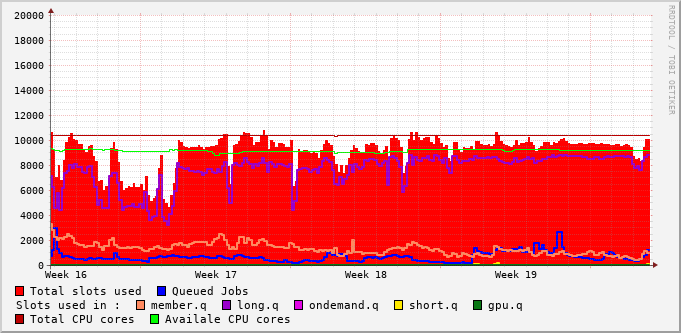 RRDTOOL / TOBI OETIKER
20000
18000
16000
14000
12000
10000
8000
6000
4000
2000
0
Week 16 Week 17 Week 18 Week 19
Total slots used Queued Jobs
Slots used in : member.q long.q ondemand.q short.q gpu.q
Total CPU cores Availale CPU cores